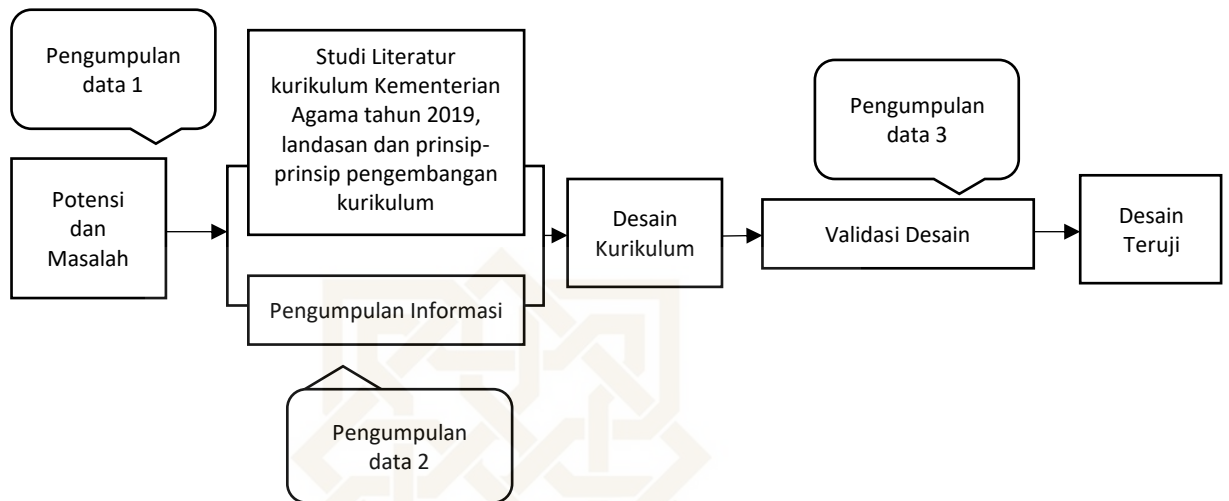 Pengumpulan
data 1
Potensi
dan
Masalah
Studi Literatur
kurikulum Kementerian
Agama tahun 2019,
landasan dan prinsip-
prinsip pengembangan
kurikulum
Pengumpulan Informasi
Pengumpulan
data 2
Desain
Kurikulum
Pengumpulan
data 3
Validasi Desain
Desain
Teruji